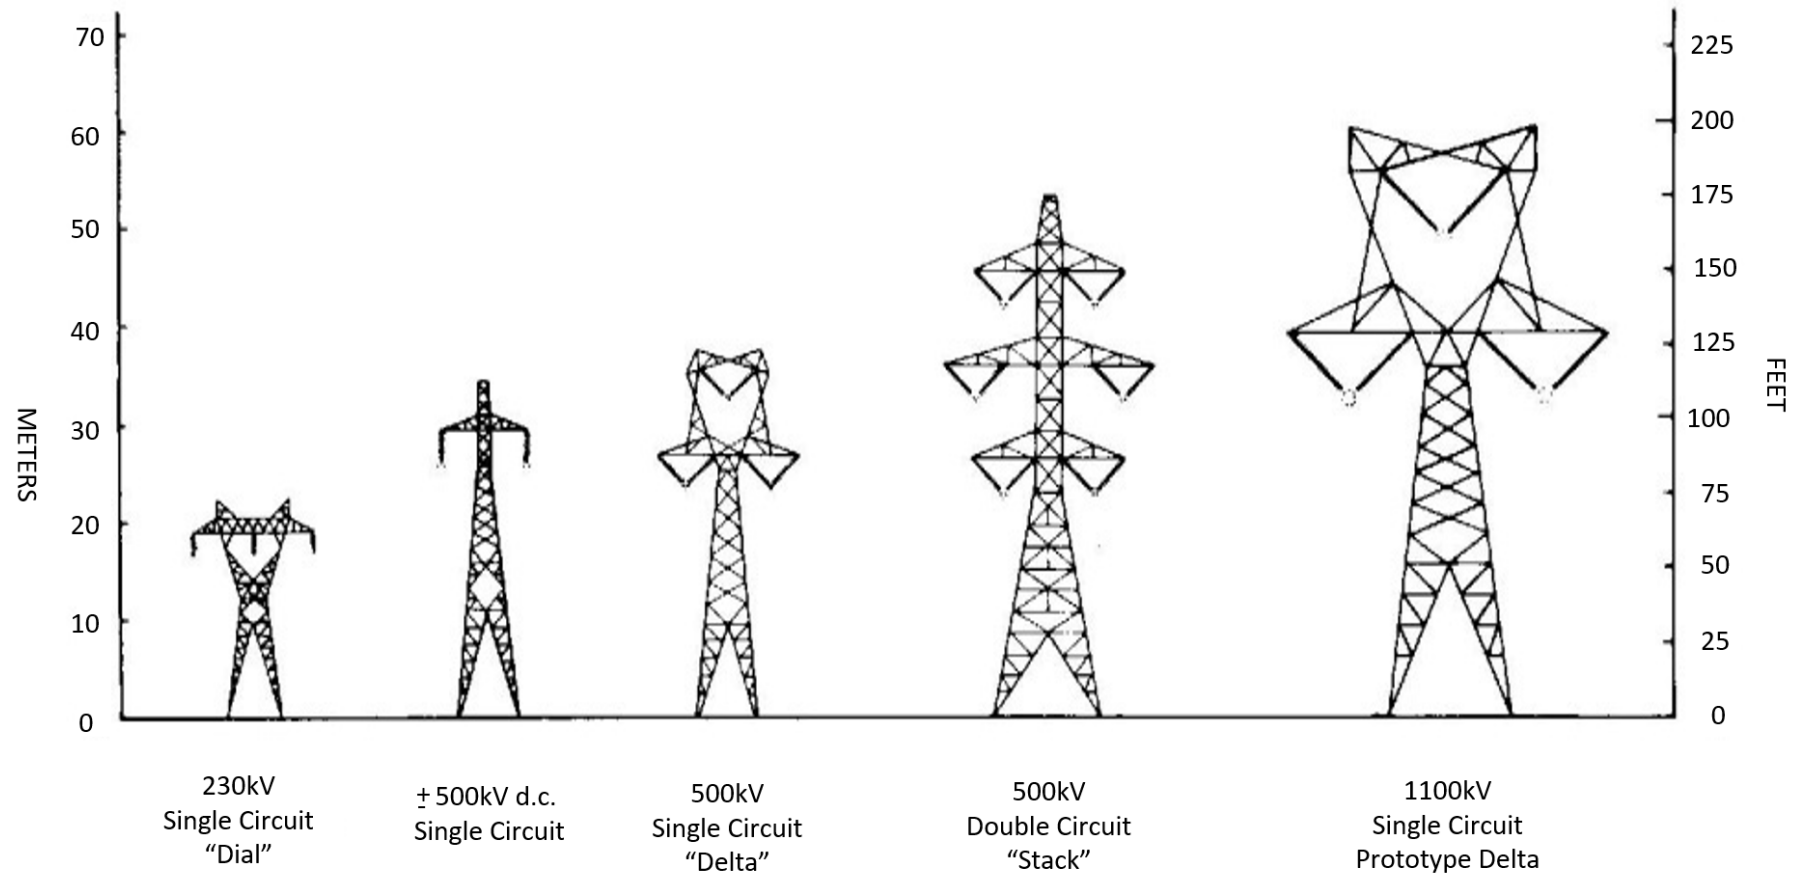 70
60
50
40
30
20
10
0
METERS
225
200
175
150
125
100
75
50
25
0
FEET
230kV
Single Circuit
“Dial”
± 500kV d.c.
Single Circuit
500kV
Single Circuit
“Delta”
500kV
Double Circuit
“Stack”
1100kV
Single Circuit
Prototype Delta